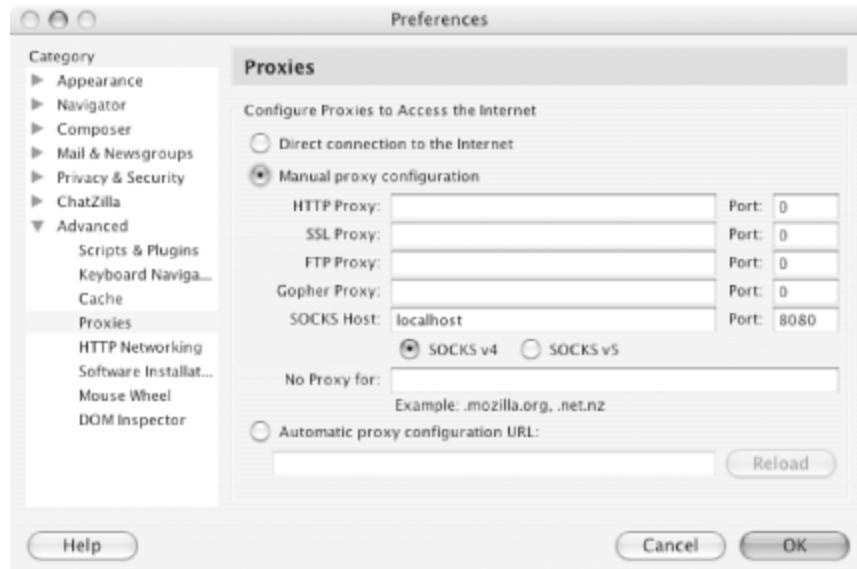 Preferences
Category
Appearance
Navigator
Composer
Mail & Newsgroups
Privacy & Security
ChatZilla
Advanced
Scripts & Plugins
Keyboard Naviga...
Cache
Proxies
HTTP Networking
Software Installat...
Mouse Wheel
DOM Inspector
Proxies
Configure Proxies to Access the Internet
Direct connection to the Internet
Manual proxy configuration
HTTP Proxy: Port: 0
SSL Proxy: Port: 0
FTP Proxy: Port: 0
Gopher Proxy: Port: 0
SOCKS Host: localhost Port: 8080
SOCKS v4 SOCKS v5
No Proxy for:
Example: .mozilla.org, .net.nz
Automatic proxy configuration URL:
Reload
Help Cancel OK